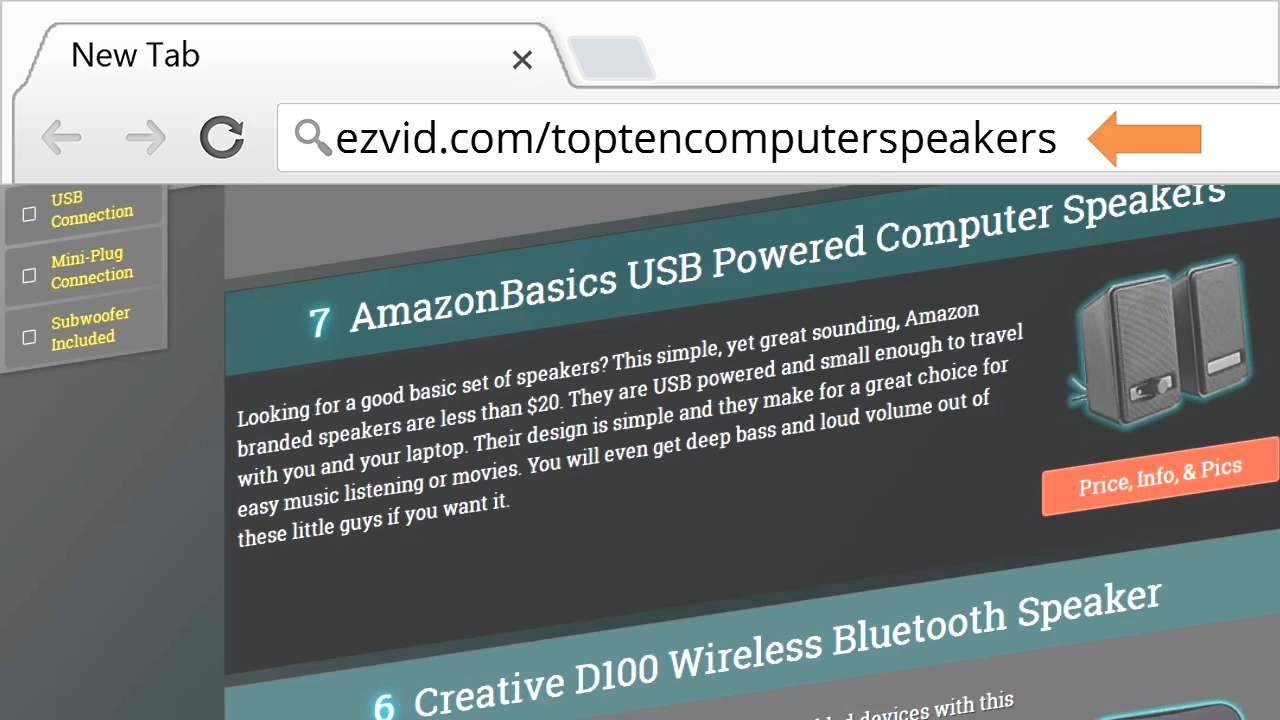 New Tab
ezvid.com/toptencomputerspeakers
USB
Connection
Mini-Plug
Connection
Subwoofer
Included
7 AmazonBasics USB Powered Computer Speakers
Looking for a good basic set of speakers? This simple, yet great sounding, Amazon
branded speakers are less than $20. They are USB powered and small enough to travel
with you and your laptop. Their design is simple and they make for a great choice for
easy music listening or movies. You will even get deep bass and loud volume out of
these little guys if you want it.
Price, Info, & Pics
6 Creative D100 Wireless Bluetooth Speaker
devices with this